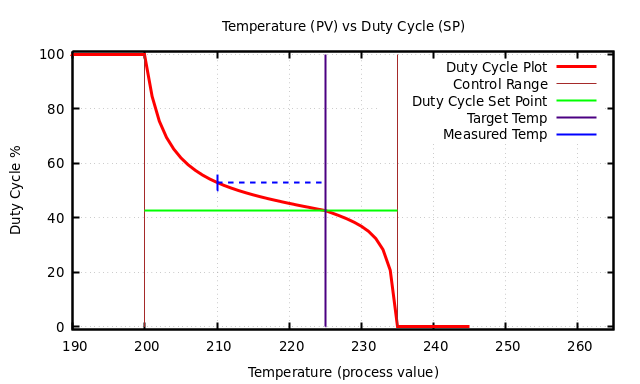 Temperature (PV) vs Duty Cycle (SP)
100
80
60
40
20
0
Duty Cycle %
Duty Cycle Plot
Control Range
Duty Cycle Set Point
Target Temp
Measured Temp
190 200 210 220 230 240 250 260
Temperature (process value)